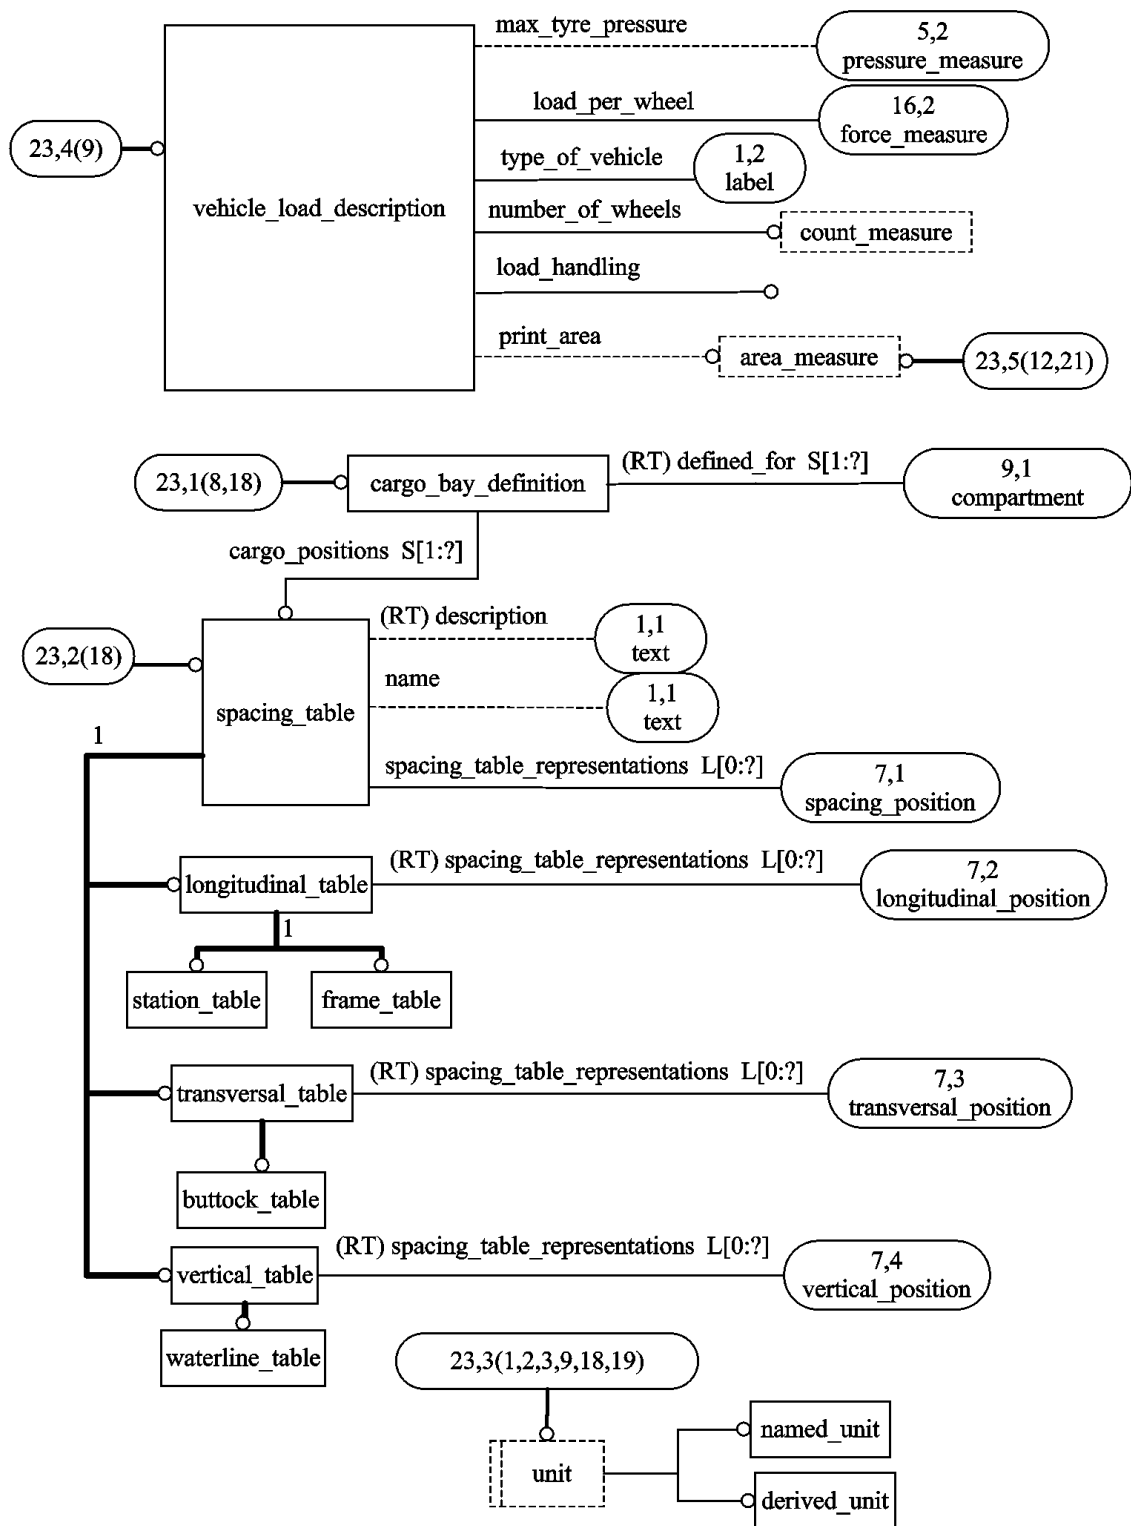 max_tyre_pressure
5,2
pressure_measure
load_per_wheel
16,2
force_measure
23,4(9)
type_of_vehicle
1,2
label
vehicle_load_description
number_of_wheels
count_measure
load_handling
print_area
area_measure
23,5(12,21)
23,1(8,18)
cargo_bay_definition
(RT) defined_for S[1:?]
9,1
compartment
cargo_positions S[1:?]
(RT) description
1,1
text
23,2(18)
name
1,1
text
spacing_table
1
spacing_table_representations L[0:?]
7,1
spacing_position
longitudinal_table
(RT) spacing_table_representations L[0:?]
7,2
longitudinal_position
1
station_table
frame_table
transversal_table
(RT) spacing_table_representations L[0:?]
7,3
transversal_position
buttock_table
(RT) spacing_table_representations L[0:?]
vertical_table
7,4
vertical_position
waterline_table
23,3(1,2,3,9,18,19)
named_unit
unit
derived_unit